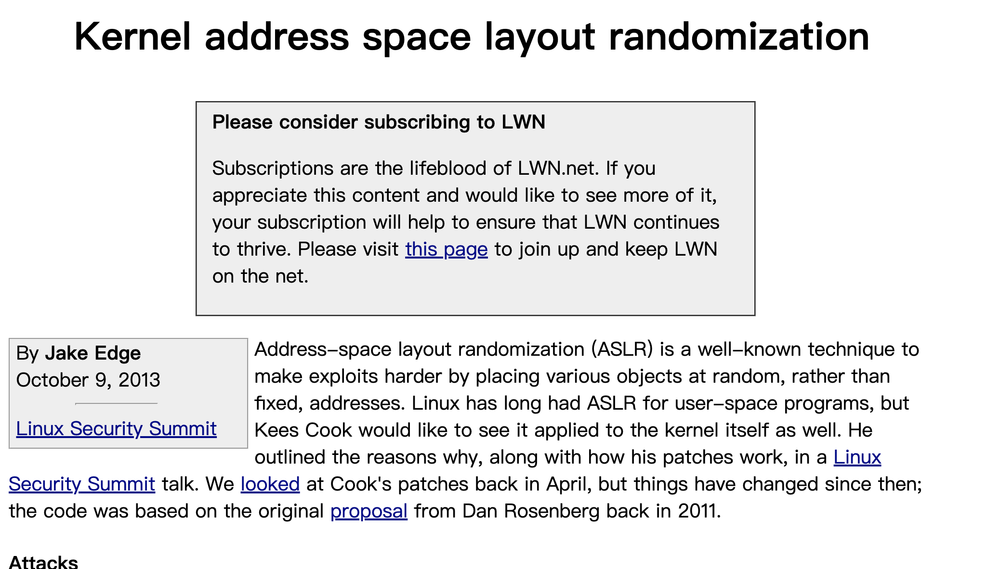 Kernel address space layout randomization
Please consider subscribing to LWN
Subscriptions are the lifeblood of LWN.net. If you
appreciate this content and would like to see more of it,
your subscription will help to ensure that LWN continues
to thrive. Please visit this page to join up and keep LWN
on the net.
By Jake Edge
October 9, 2013
Linux Security Summit
Address–space layout randomization (ASLR) is a well–known technique to
make exploits harder by placing various objects at random, rather than
fixed, addresses. Linux has long had ASLR for user–space programs, but
Kees Cook would like to see it applied to the kernel itself as well. He
outlined the reasons why, along with how his patches work, in a Linux
Security Summit talk. We looked at Cook's patches back in April, but things have changed since then;
the code was based on the original proposal from Dan Rosenberg back in 2011.
Attacks